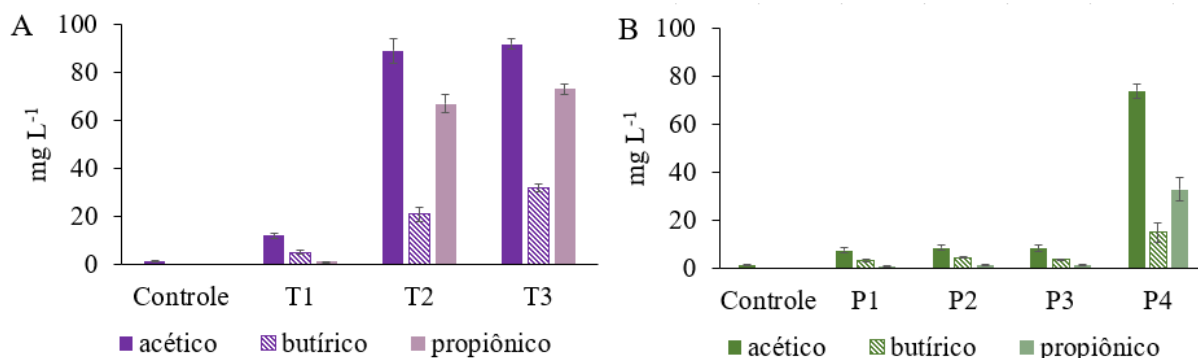 A
100
80
60
40
20
0
mg L⁻¹
Controle T1 T2 T3
acético butírico propiônico
B
100
80
60
40
20
0
mg L⁻¹
Controle P1 P2 P3 P4
acético butírico propiônico